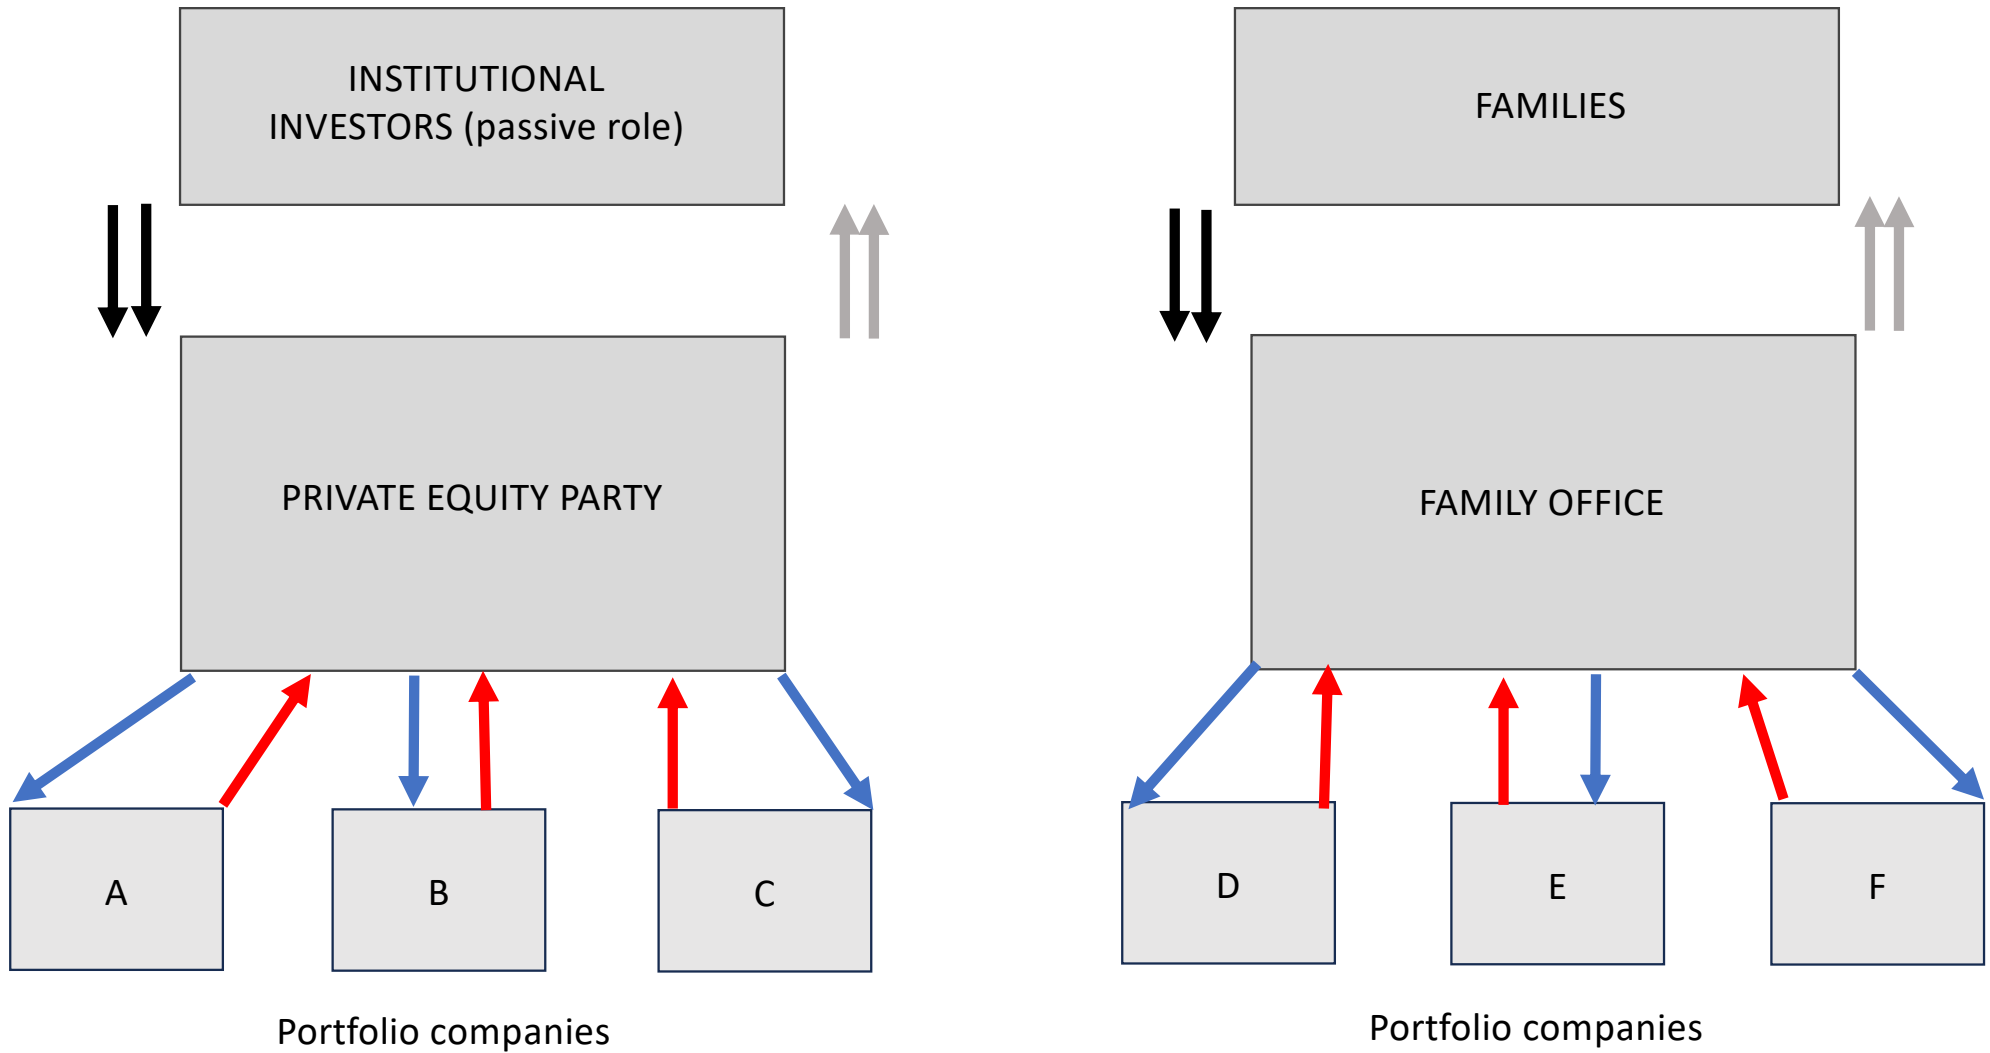 INSTITUTIONAL
INVESTORS (passive role)
FAMILIES
PRIVATE EQUITY PARTY
FAMILY OFFICE
A
B
C
D
E
F
Portfolio companies
Portfolio companies